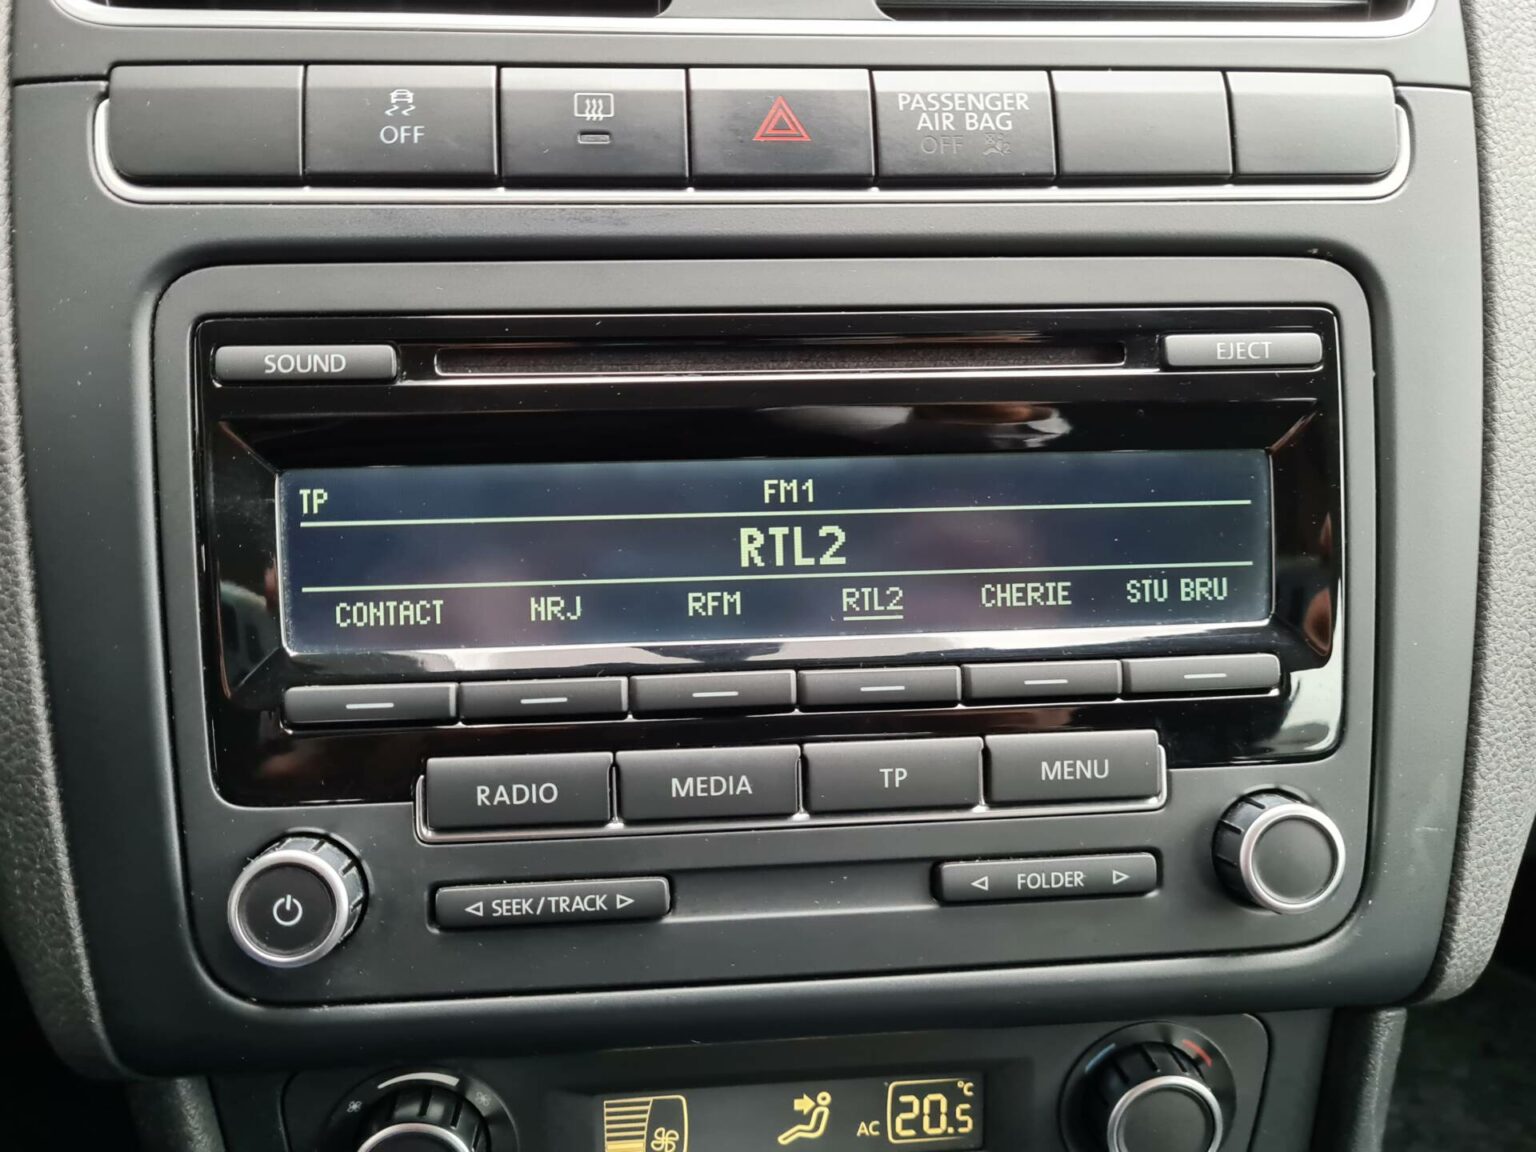 OFF
PASSENGER
AIR BAG
OFF
SOUND
EJECT
TP FM1
RTL2
CONTACT NRJ RFM RTL2 CHERIE STU BRU
RADIO MEDIA TP MENU
SEEK/TRACK
FOLDER
AC 20.5 °C